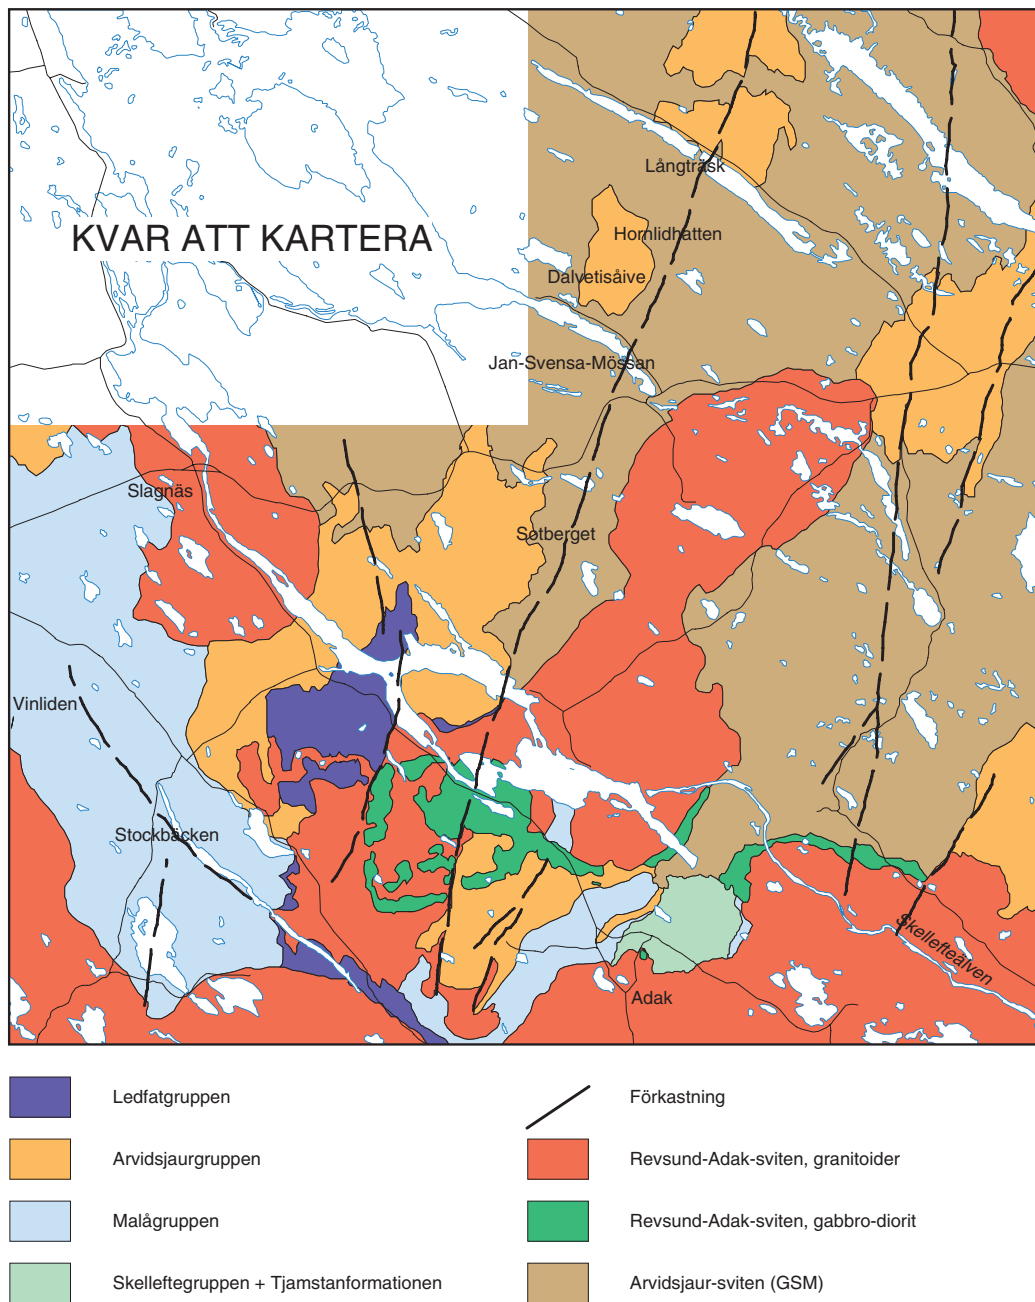 Långträsk
KVAR ATT KARTERA
Hornlidhatten
Dalvetisåive
Jan-Svensa-Mössan
Slagnäs
Sotberget
Vinliden
Stockbäcken
Skellefteälven
Adak
Ledfatgruppen
Förkastning
Arvidsjaurgruppen
Revsund-Adak-sviten, granitoider
Malågruppen
Revsund-Adak-sviten, gabbro-diorit
Skelleftegruppen + Tjamstanformationen
Arvidsjaur-sviten (GSM)